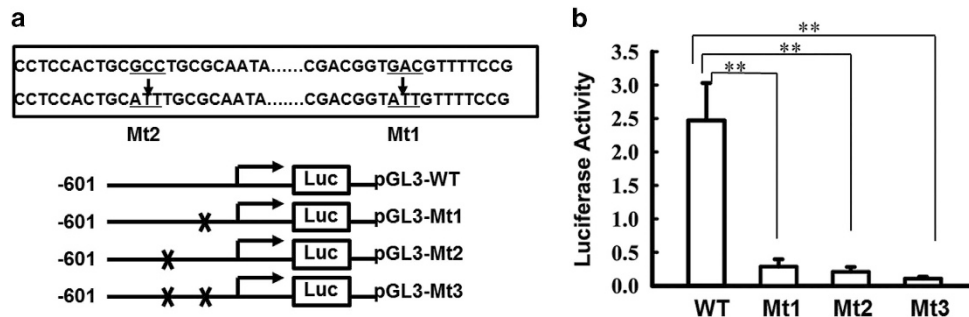 a
CCTCCACTGCGCCTGCGCAATA......CGACGGTGACGTTTTCCG
CCTCCACTGCATTTGCGCAATA.......CGACGGTATTGTTTTCCG
Mt2 Mt1
-601 Luc pGL3-WT
-601 Luc pGL3-Mt1
-601 Luc pGL3-Mt2
-601 Luc pGL3-Mt3
b
Luciferase Activity
3.5
3.0
2.5
2.0
1.5
1.0
0.5
0.0
**
**
**
WT Mt1 Mt2 Mt3